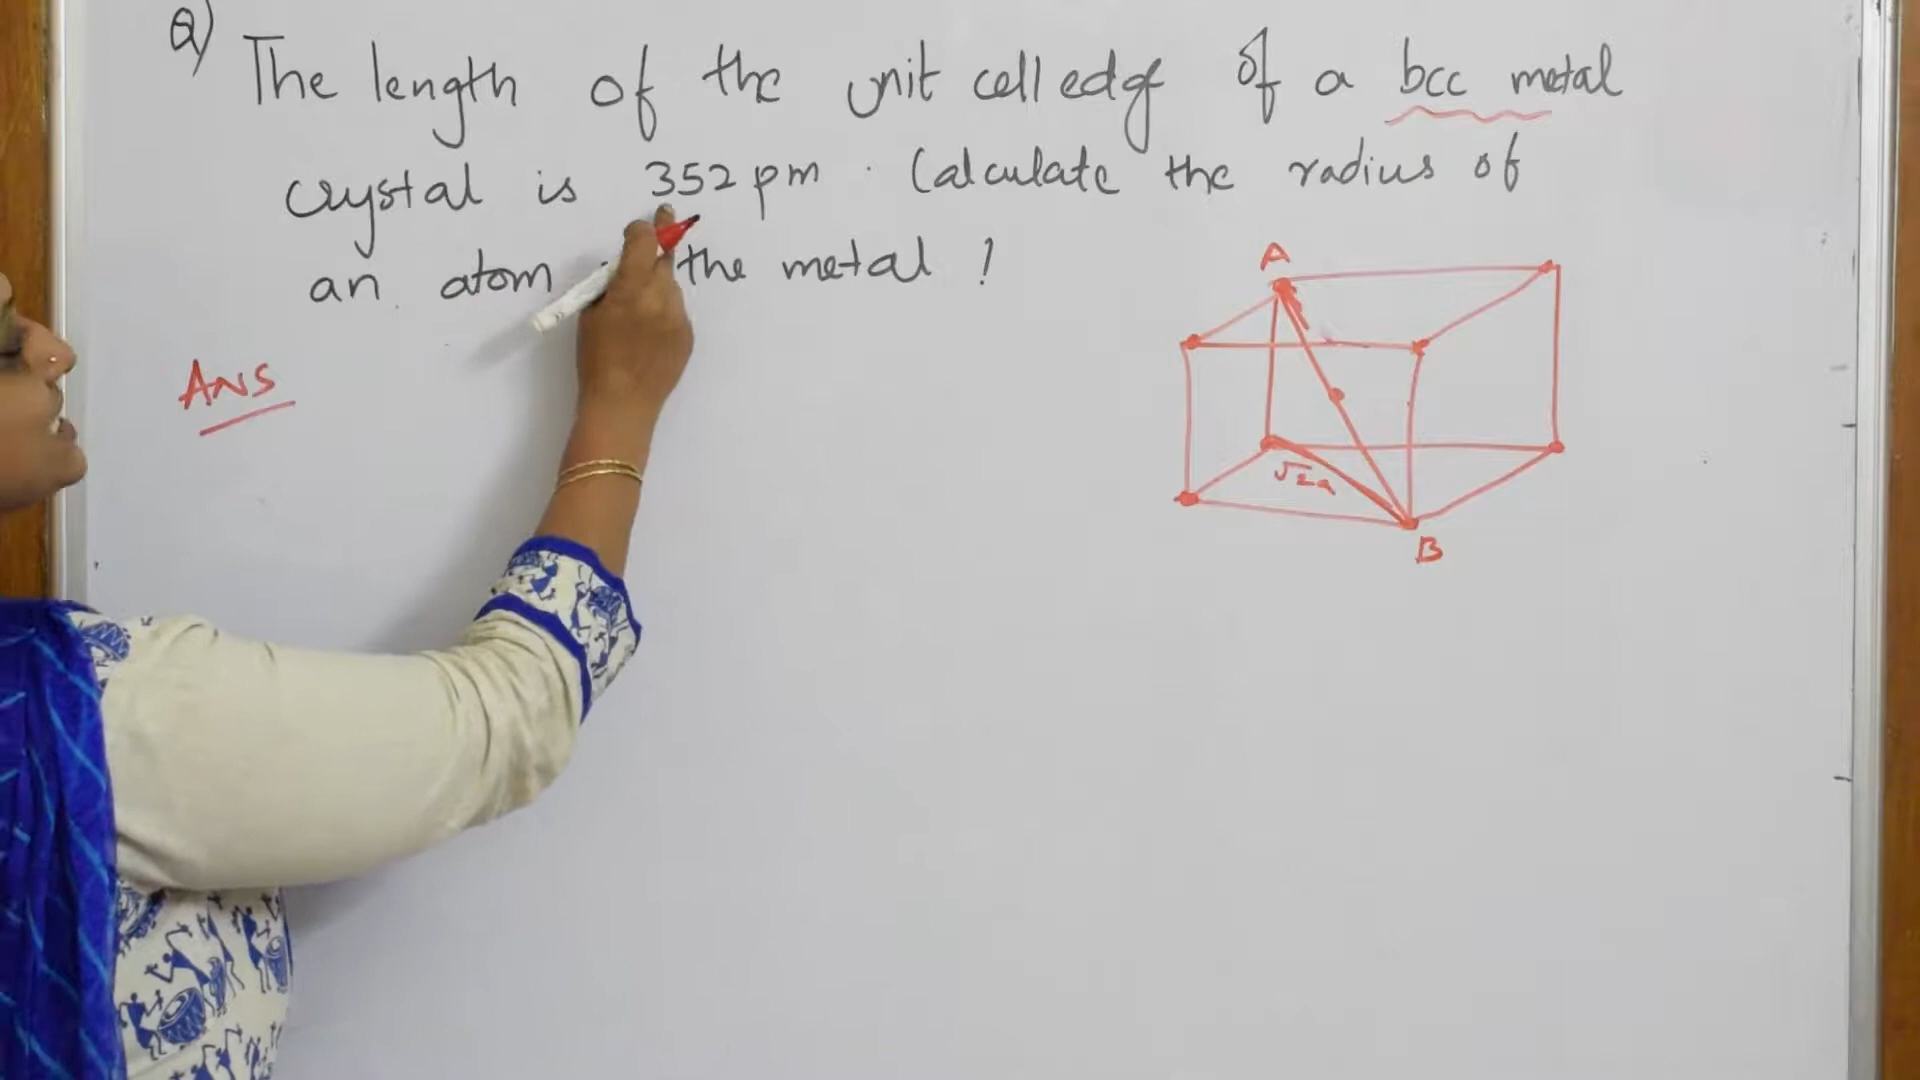 Q) The length of the unit cell edge of a bcc metal
crystal is 352 pm. Calculate the radius of
an atom the metal ?
Ans
A
√2a
B